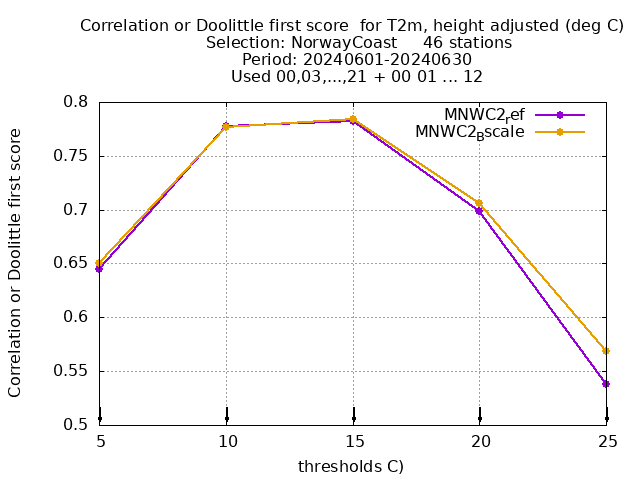 Correlation or Doolittle first score  for T2m, height adjusted (deg C)
Selection: NorwayCoast     46 stations
Period: 20240601-20240630
Used 00,03,...,21 + 00 01 ... 12
MNWC2ref
MNWC2Bscale
Correlation or Doolittle first score
0.8
0.75
0.7
0.65
0.6
0.55
0.5
5 10 15 20 25
thresholds C)